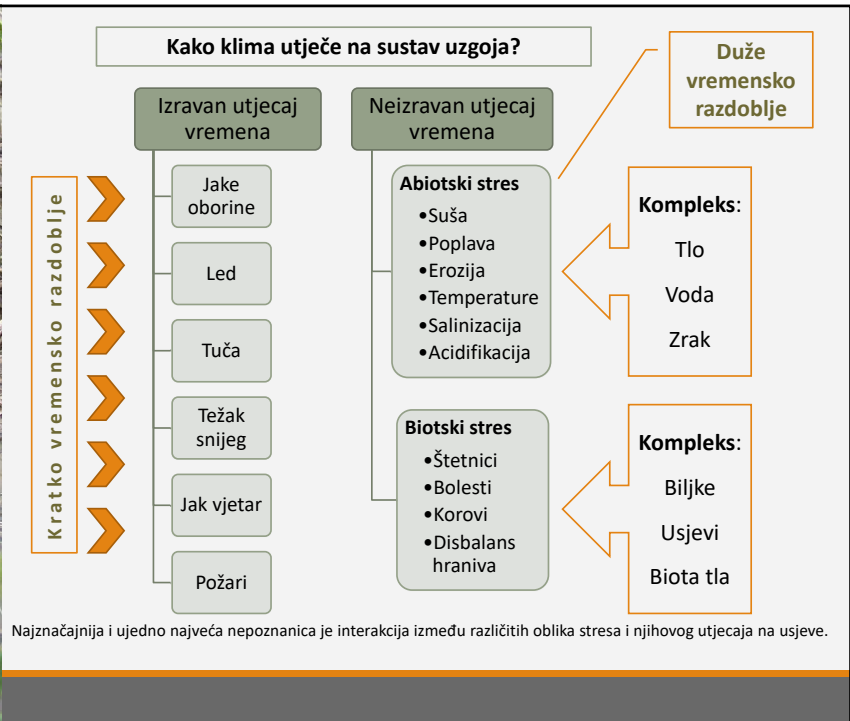 Kako klima utječe na sustav uzgoja?
Duže
vremensko
razdoblje
Izravan utjecaj
vremena
Neizravan utjecaj
vremena
Kratko vremensko razdoblje
Jake
oborine
Led
Tuča
Težak
snijeg
Jak vjetar
Požari
Abiotski stres
•Suša
•Poplava
•Erozija
•Temperature
•Salinizacija
•Acidifikacija
Kompleks:
Tlo
Voda
Zrak
Biotski stres
•Štetnici
•Bolesti
•Korovi
•Disbalans
hraniva
Kompleks:
Biljke
Usjevi
Biota tla
Najznačajnija i ujedno najveća nepoznanica je interakcija između različitih oblika stresa i njihovog utjecaja na usjeve.